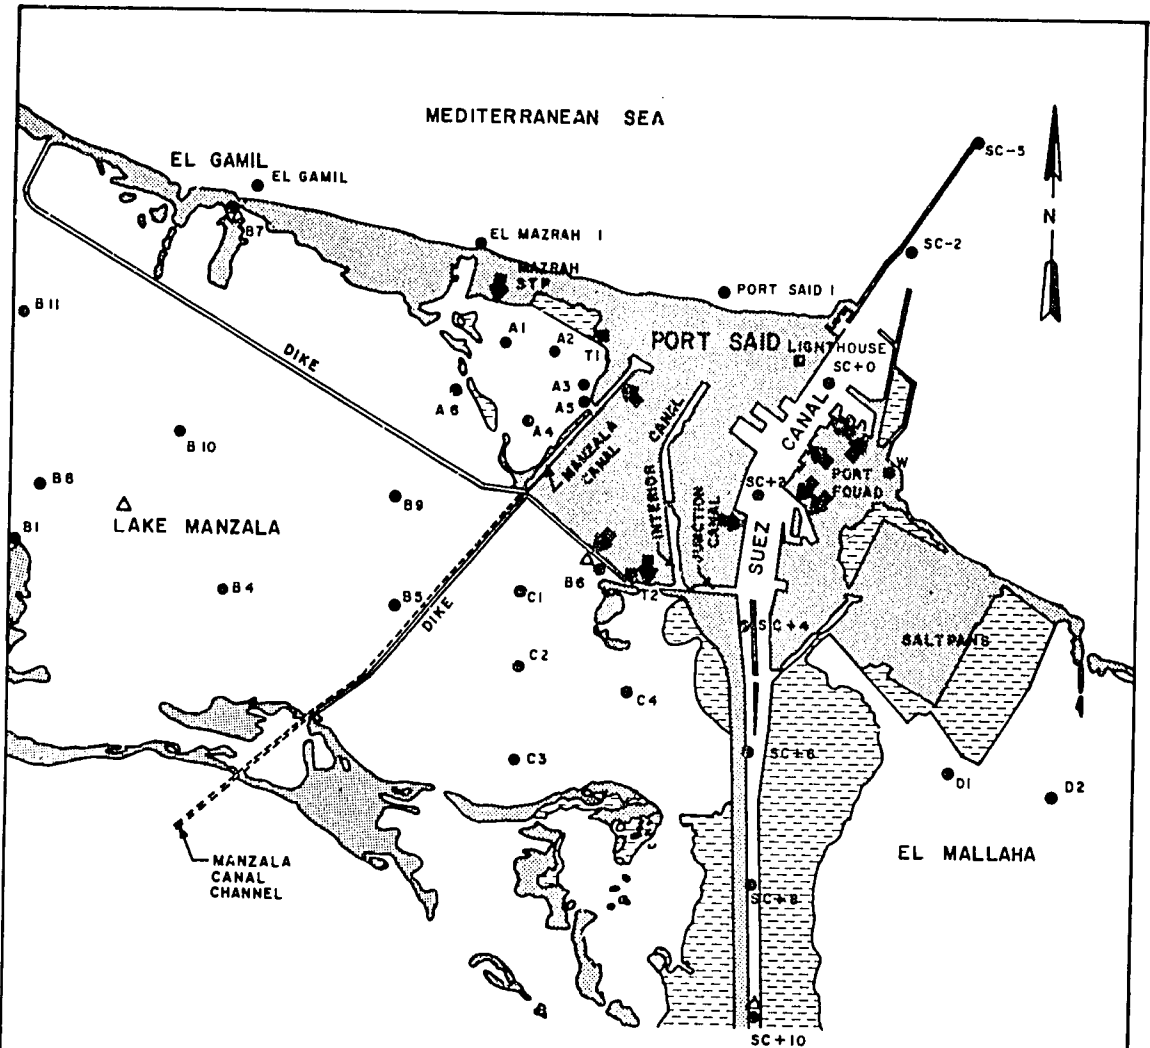 MEDITERRANEAN SEA
SC-5
EL GAMIL
EL GAMIL
B7
N
EL MAZRAH 1
SC-2
MAZRAH
STP
PORT SAID 1
B11
A1
A2
T1
PORT SAID
LIGHTHOUSE
SC+0
DIKE
A3
A6
A5
A4
MANZALA
CANAL
INTERIOR
CANAL
B10
B8
B9
SC+2
CANAL
SUEZ
JUNCTION
CANAL
PORT
FOUAD
W
LAKE MANZALA
B1
B4
B5
DIKE
C1
B6
T2
SC+4
SALTPANS
C2
C4
C3
SC+6
D1
D2
EL MALLAHA
MANZALA
CANAL
CHANNEL
SC+8
SC+10